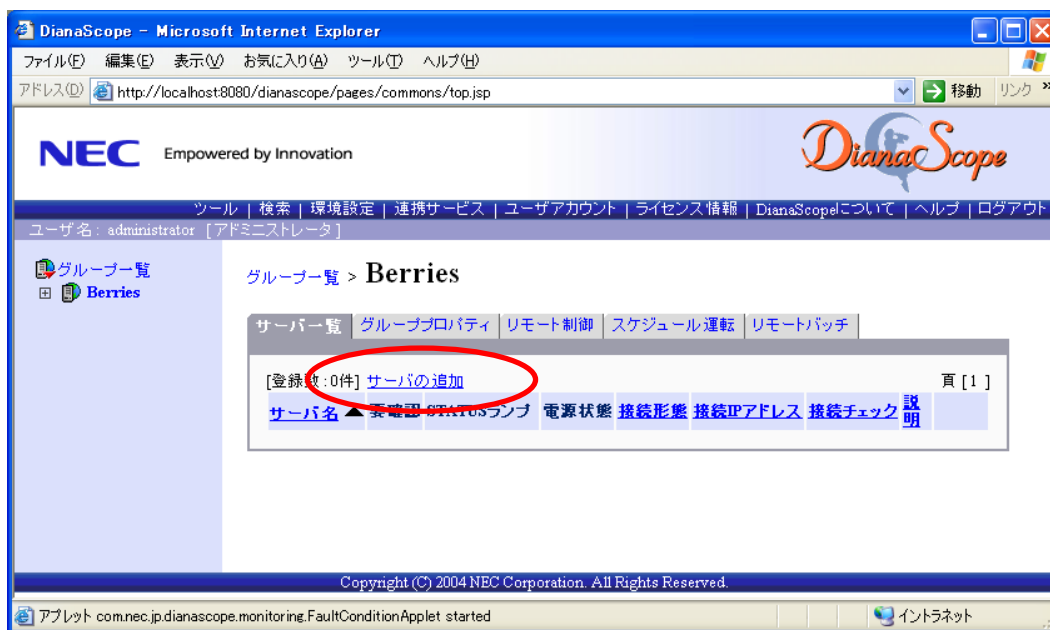 DianaScope - Microsoft Internet Explorer
ファイル(F) 編集(E) 表示(V) お気に入り(A) ツール(T) ヘルプ(H)
アドレス(D) http://localhost:8080/dianascope/pages/commons/top.jsp 移動 リンク »
NEC Empowered by Innovation DianaScope
ツール | 検索 | 環境設定 | 連携サービス | ユーザアカウント | ライセンス情報 | DianaScopeについて | ヘルプ | ログアウト
ユーザ名 : administrator [アドミニストレータ]
グループ一覧
Berries
グループ一覧 > Berries
サーバ一覧 グループプロパティ リモート制御 スケジュール運転 リモートバッチ
[登録数 :0件] サーバの追加 頁 [1 ]
サーバ名 ▲ 要確認 STATUSランプ 電源状態 接続形態 接続IPアドレス 接続チェック 説明
Copyright (C) 2004 NEC Corporation. All Rights Reserved.
アプレット com.nec.jp.dianascope.monitoring.FaultConditionApplet started イントラネット